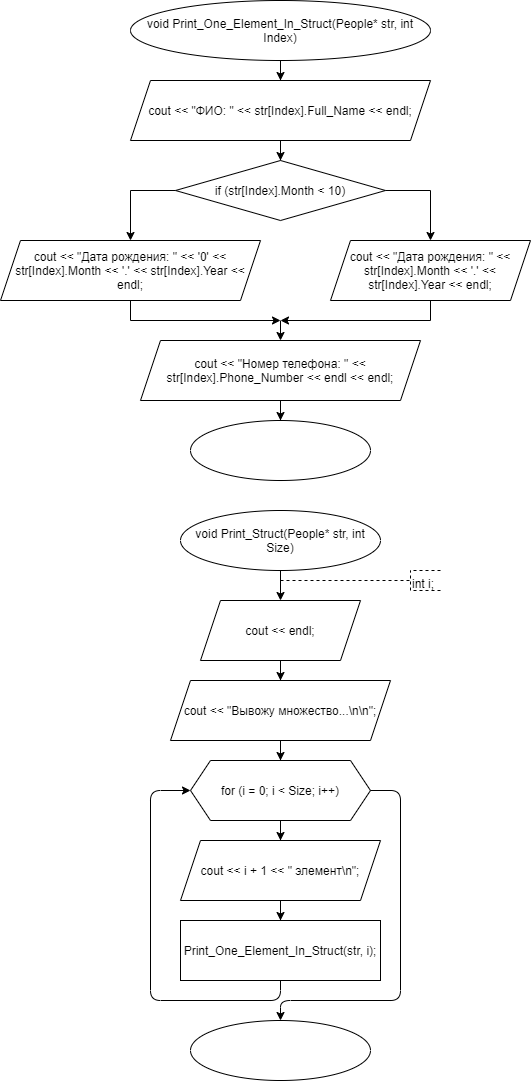 void Print_One_Element_In_Struct(People* str, int
Index)
cout << "ФИО: " << str[Index].Full_Name << endl;
if (str[Index].Month < 10)
cout << "Дата рождения: " << '0' <<
str[Index].Month << '.' << str[Index].Year <<
endl;
cout << "Дата рождения: " <<
str[Index].Month << '.' <<
str[Index].Year << endl;
cout << "Номер телефона: " <<
str[Index].Phone_Number << endl << endl;
void Print_Struct(People* str, int
Size)
int i;
cout << endl;
cout << "Вывожу множество...\n\n";
for (i = 0; i < Size; i++)
cout << i + 1 << " элемент\n";
Print_One_Element_In_Struct(str, i);